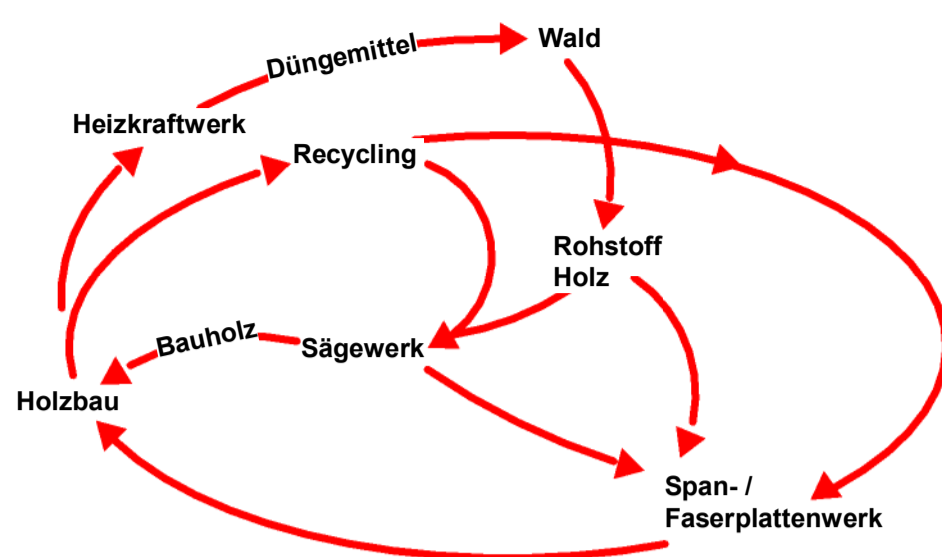 Düngemittel
Wald
Heizkraftwerk
Recycling
Rohstoff
Holz
Bauholz
Sägewerk
Holzbau
Span- /
Faserplattenwerk